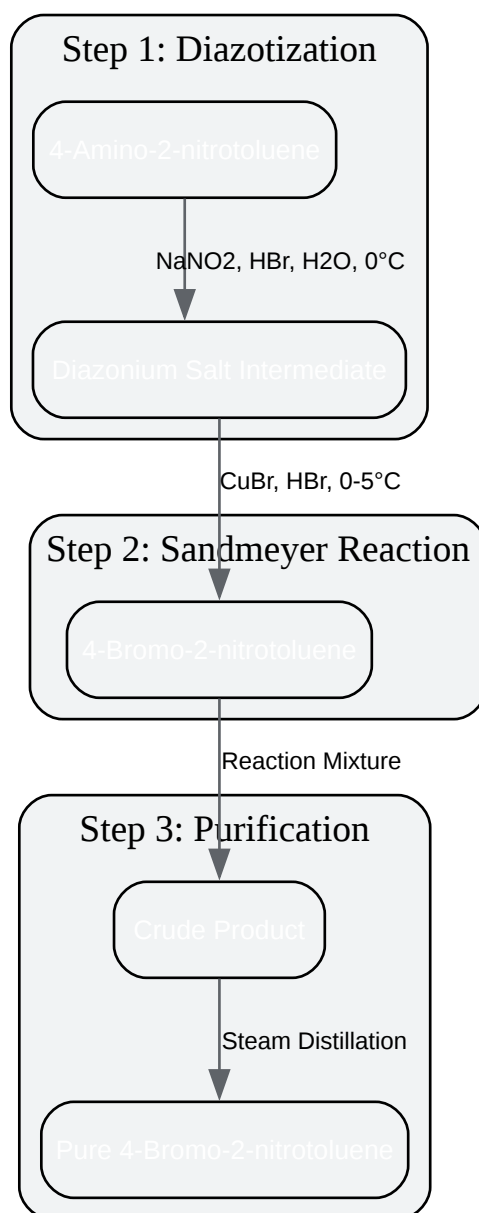 Step 1: Diazotization
4-Amino-2-nitrotoluene
NaNO2, HBr, H2O, 0°C
Diazonium Salt Intermediate
CuBr, HBr, 0-5°C
Step 2: Sandmeyer Reaction
4-Bromo-2-nitrotoluene
Reaction Mixture
Step 3: Purification
Crude Product
Steam Distillation
Pure 4-Bromo-2-nitrotoluene